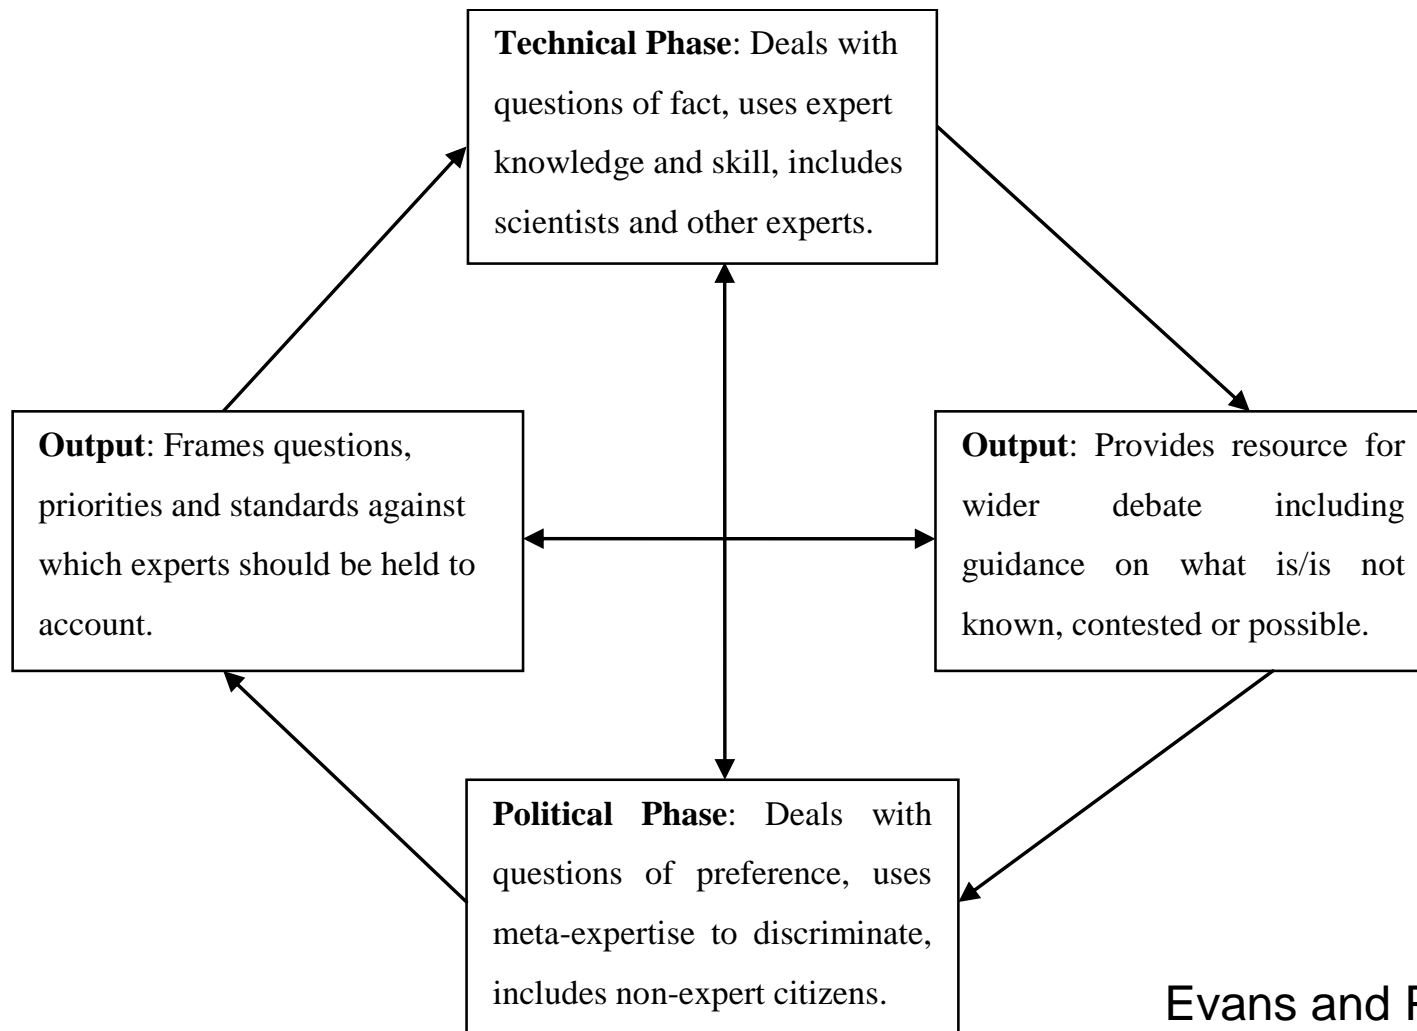 Technical Phase: Deals with
questions of fact, uses expert
knowledge and skill, includes
scientists and other experts.
Output: Frames questions,
priorities and standards against
which experts should be held to
account.
Output: Provides resource for
wider debate including
guidance on what is/is not
known, contested or possible.
Political Phase: Deals with
questions of preference, uses
meta-expertise to discriminate,
includes non-expert citizens.
Evans and